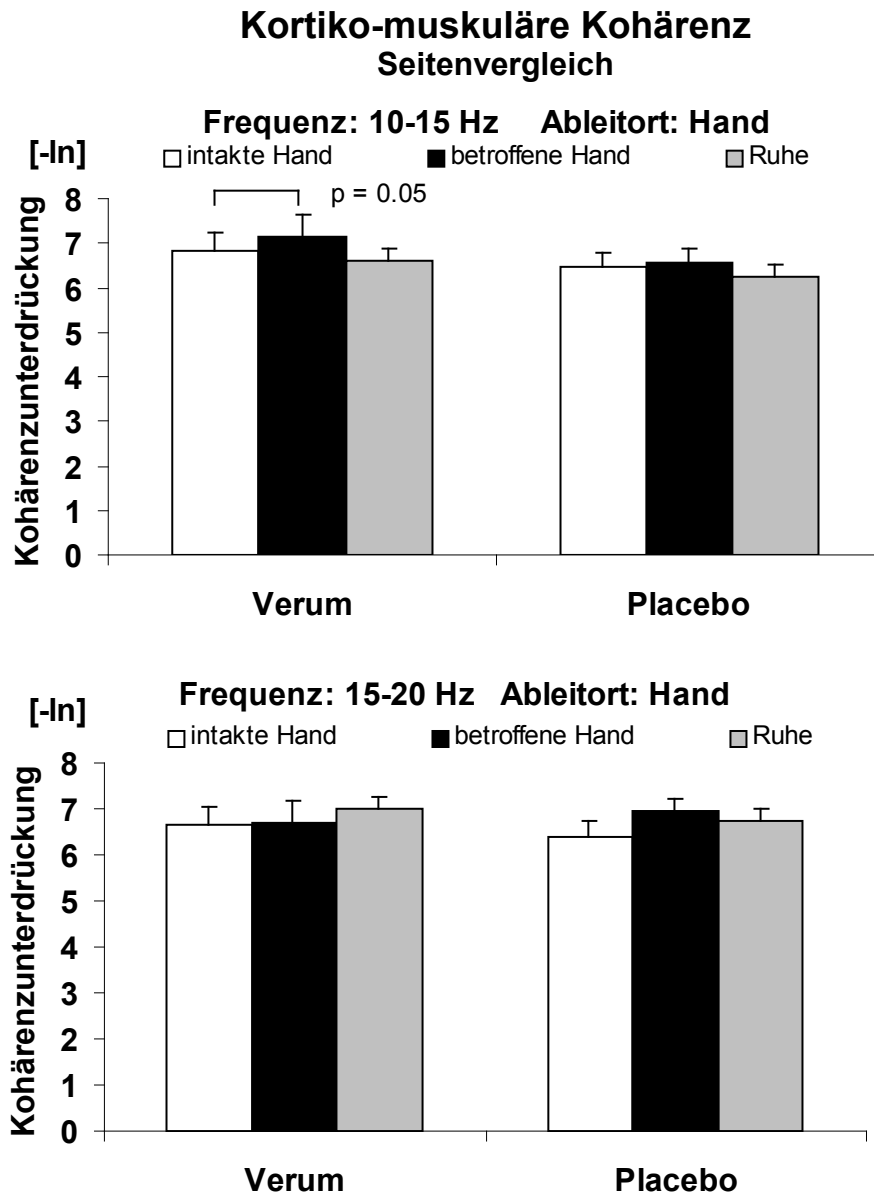 Kortiko-muskuläre Kohärenz
Seitenvergleich
Frequenz: 10-15 Hz Ableitort: Hand
[-ln]
intakte Hand betroffene Hand Ruhe
p = 0.05
Kohärenzunterdrückung
8
7
6
5
4
3
2
1
0
Verum Placebo
Frequenz: 15-20 Hz Ableitort: Hand
[-ln]
intakte Hand betroffene Hand Ruhe
Kohärenzunterdrückung
8
7
6
5
4
3
2
1
0
Verum Placebo